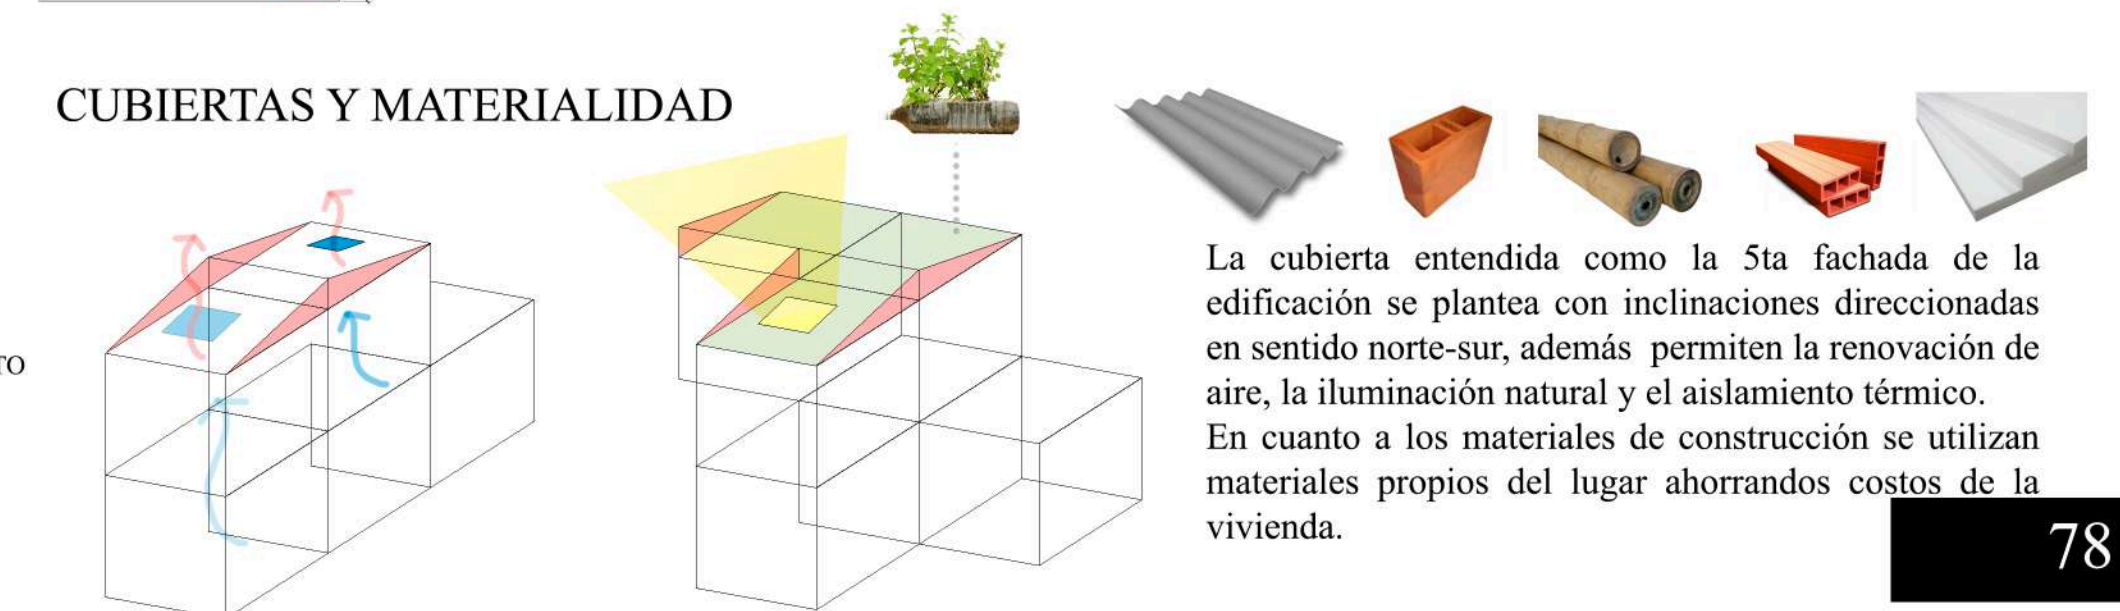 CUBIERTAS Y MATERIALIDAD
TO
La cubierta entendida como la 5ta fachada de la
edificación se plantea con inclinaciones direccionadas
en sentido norte-sur, además permiten la renovación de
aire, la iluminación natural y el aislamiento térmico.
En cuanto a los materiales de construcción se utilizan
materiales propios del lugar ahorrandos costos de la
vivienda.
78